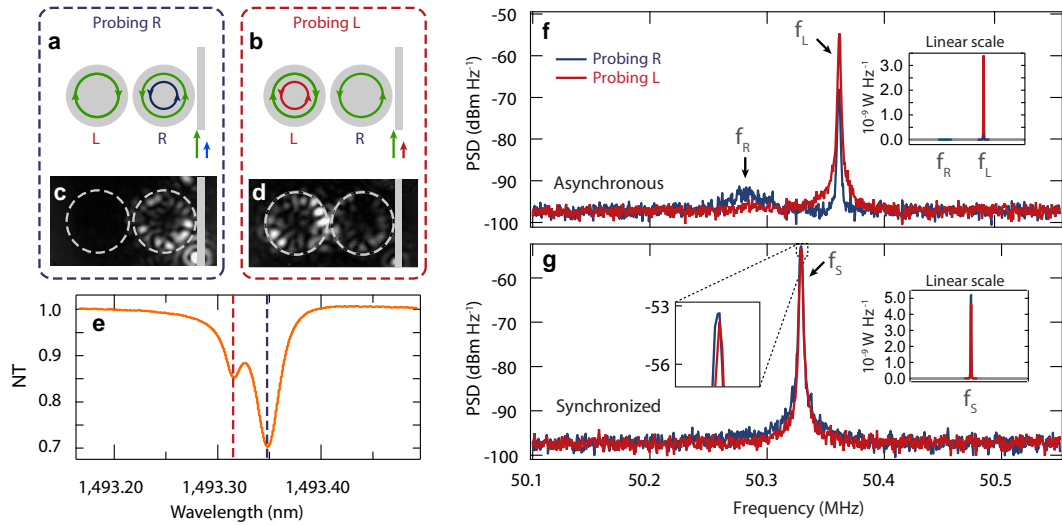 Probing R
a
L
R
c
Probing L
b
L
R
d
e
NT
1.0
0.9
0.8
0.7
1,493.20
1,493.30
1,493.40
Wavelength (nm)
f
PSD (dBm Hz⁻¹)
-50
-60
-70
-80
-90
-100
Probing R
Probing L
f_L
f_R
Asynchronous
Linear scale
10⁻⁹ W Hz⁻¹
3.0
2.0
1.0
0.0
f_R
f_L
g
PSD (dBm Hz⁻¹)
-60
-70
-80
-90
-100
-53
-56
f_S
Synchronized
Linear scale
10⁻⁹ W Hz⁻¹
5.0
4.0
3.0
2.0
1.0
0.0
f_S
50.1
50.2
50.3
50.4
50.5
Frequency (MHz)